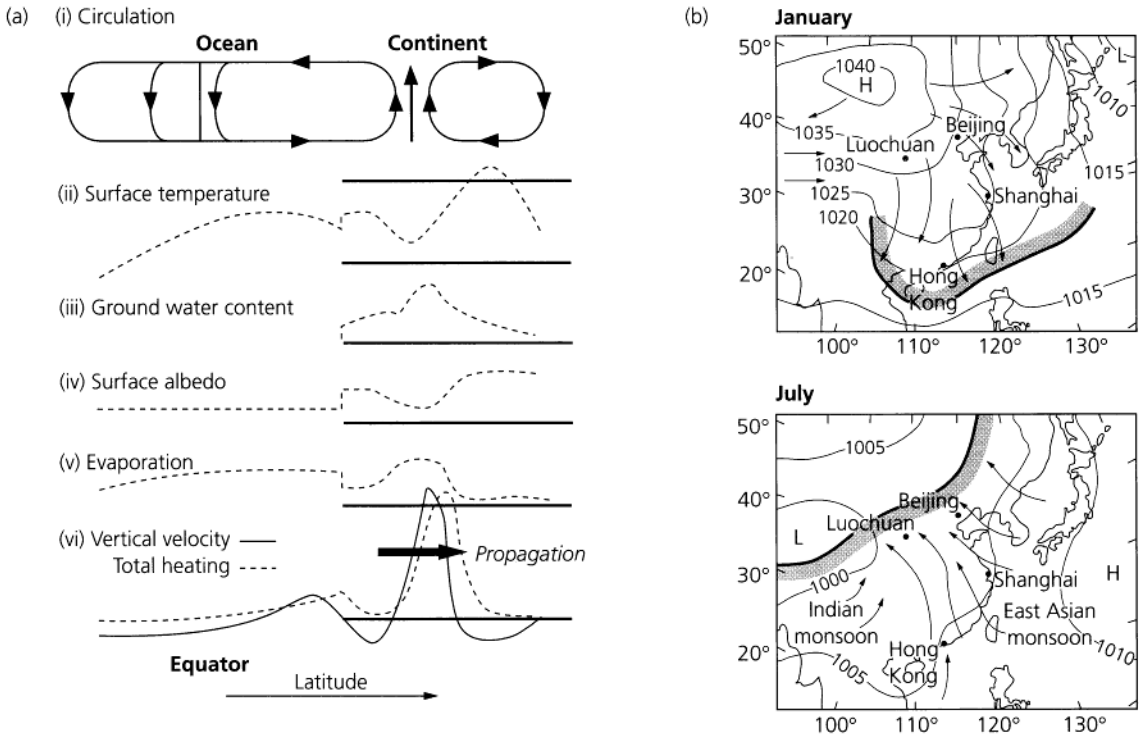 (a) (i) Circulation
Ocean Continent
(ii) Surface temperature
(iii) Ground water content
(iv) Surface albedo
(v) Evaporation
(vi) Vertical velocity
Total heating
Propagation
Equator
Latitude
(b) January
50°
40°
30°
20°
1040
H
L
1010
1035
Beijing
Luochuan
1030
1015
1025
Shanghai
1020
Hong
Kong
1015
100° 110° 120° 130°
July
50°
40°
30°
20°
1005
Beijing
Luochuan
L
1000
Shanghai
H
Indian
monsoon
East Asian
monsoon
Hong
Kong
1010
1005
100° 110° 120° 130°